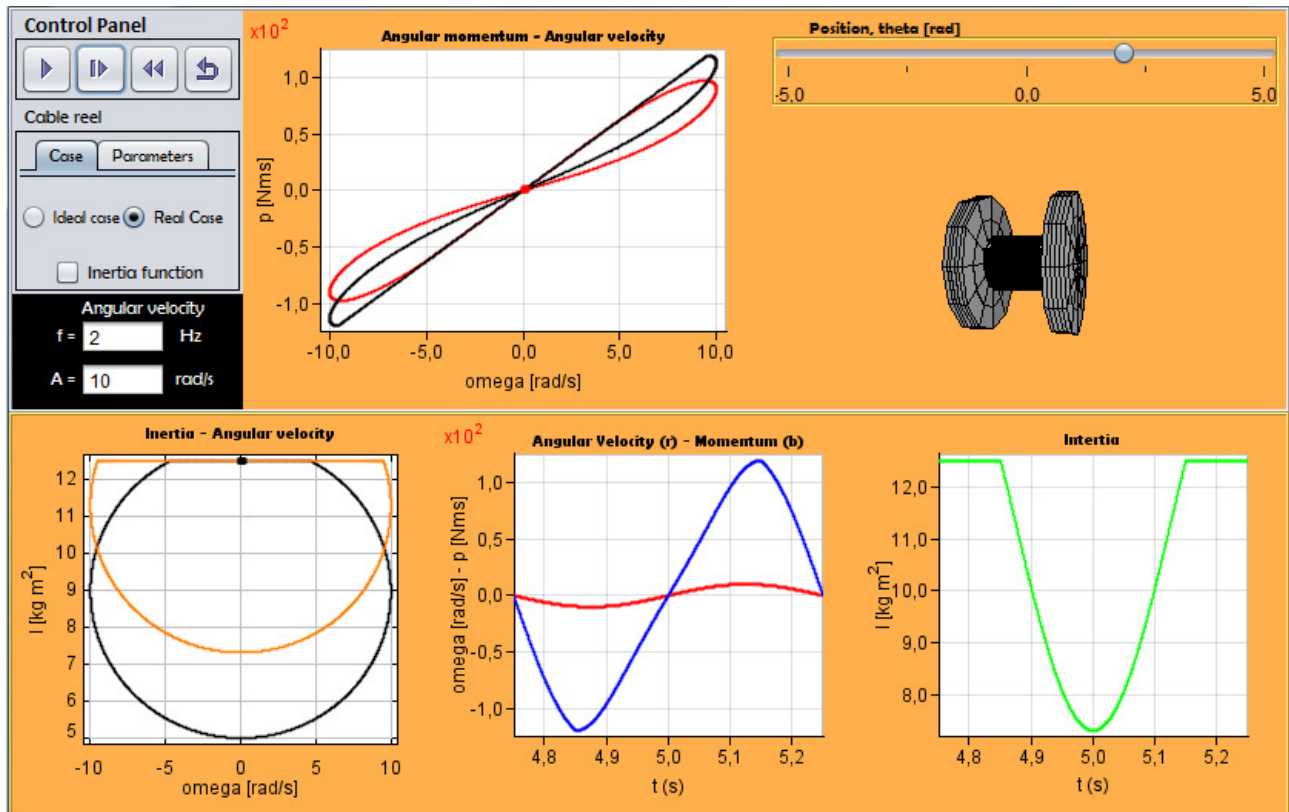 Control Panel
Cable reel
Case Parameters
Ideal case Real Case
Inertia function
Angular velocity
f = 2 Hz
A = 10 rad/s
x10²
Angular momentum - Angular velocity
1,0
0,5
0,0
-0,5
-1,0
p [Nms]
-10,0 -5,0 0,0 5,0 10,0
omega [rad/s]
Position, theta [rad]
-5,0 0,0 5,0
Inertia - Angular velocity
12
11
10
9
8
7
6
5
I [kg m²]
-10 -5 0 5 10
omega [rad/s]
x10²
Angular Velocity (r) - Momentum (b)
1,0
0,5
0,0
-0,5
-1,0
omega [rad/s] - p [Nms]
4,8 4,9 5,0 5,1 5,2
t (s)
Intertia
12,0
11,0
10,0
9,0
8,0
I [kg m²]
4,8 4,9 5,0 5,1 5,2
t (s)